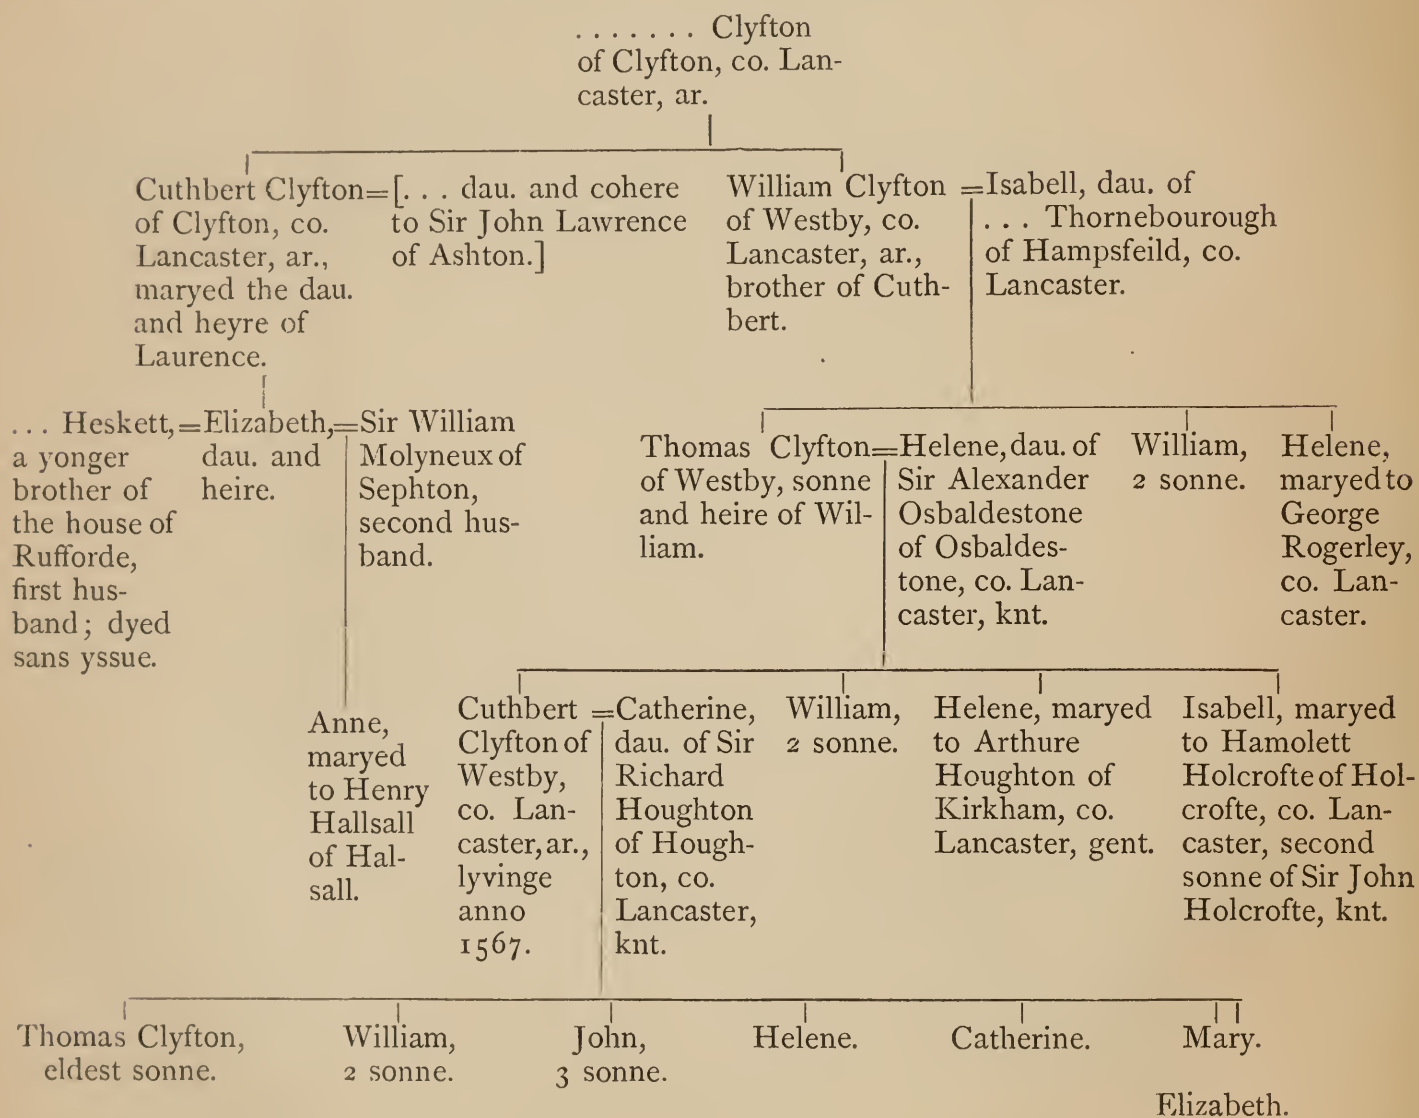 . . . . . . . Clyfton
of Clyfton, co. Lan-
caster, ar.
Cuthbert Clyfton=
of Clyfton, co.
Lancaster, ar.,
maryed the dau.
and heyre of
Laurence.
[. . . dau. and cohere
to Sir John Lawrence
of Ashton.]
William Clyfton
of Westby, co.
Lancaster, ar.,
brother of Cuth-
bert.
=Isabell, dau. of
. . . Thornebourough
of Hampsfeild, co.
Lancaster.
... Heskett,
a yonger
brother of
the house of
Rufforde,
first hus-
band; dyed
sans yssue.
=Elizabeth,=
dau. and
heire.
Sir William
Molyneux of
Sephton,
second hus-
band.
Thomas Clyfton=
of Westby, sonne
and heire of Wil-
liam.
Helene, dau. of
Sir Alexander
Osbaldestone
of Osbaldes-
tone, co. Lan-
caster, knt.
William,
2 sonne.
Helene,
maryed to
George
Rogerley,
co. Lan-
caster.
Anne,
maryed
to Henry
Hallsall
of Hal-
sall.
Cuthbert
Clyfton of
Westby,
co. Lan-
caster, ar.,
lyvinge
anno
1567.
=Catherine,
dau. of Sir
Richard
Houghton
of Hough-
ton, co.
Lancaster,
knt.
William,
2 sonne.
Helene, maryed
to Arthure
Houghton of
Kirkham, co.
Lancaster, gent.
Isabell, maryed
to Hamolett
Holcrofte of Hol-
crofte, co. Lan-
caster, second
sonne of Sir John
Holcrofte, knt.
Thomas Clyfton,
eldest sonne.
William,
2 sonne.
John,
3 sonne.
Helene.
Catherine.
Mary.
Elizabeth.